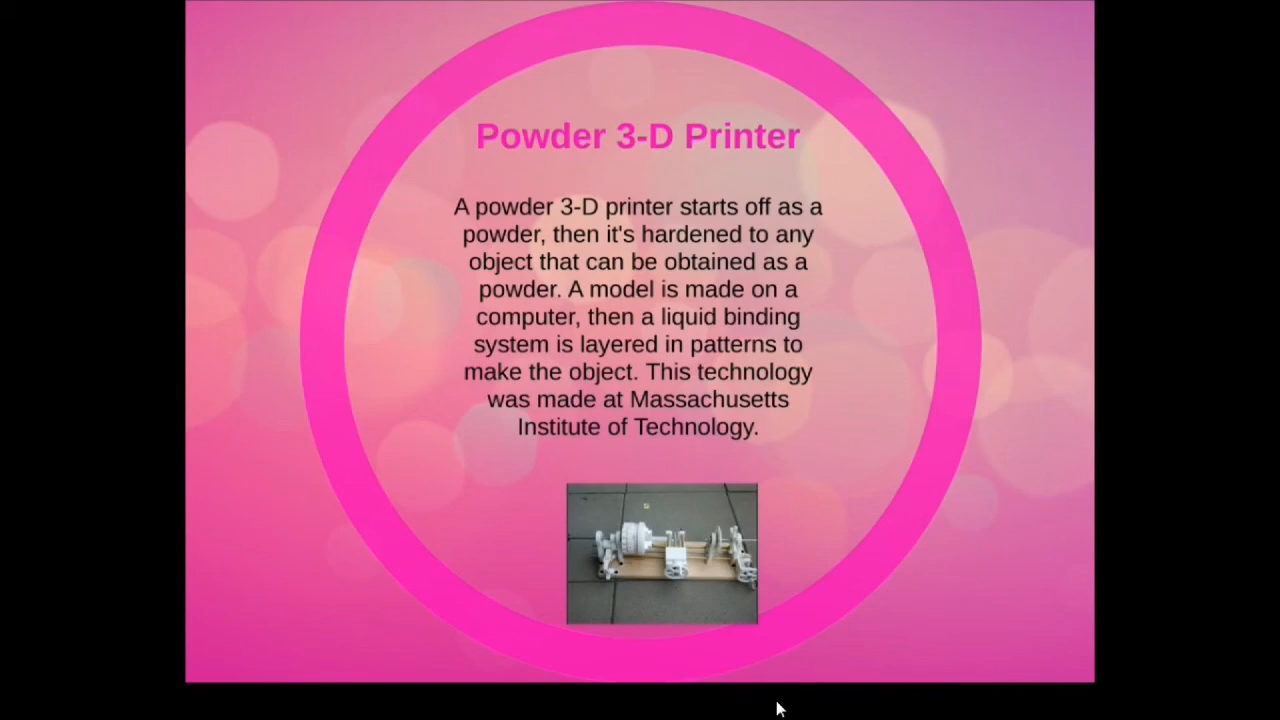 Powder 3-D Printer
A powder 3-D printer starts off as a
powder, then it's hardened to any
object that can be obtained as a
powder. A model is made on a
computer, then a liquid binding
system is layered in patterns to
make the object. This technology
was made at Massachusetts
Institute of Technology.